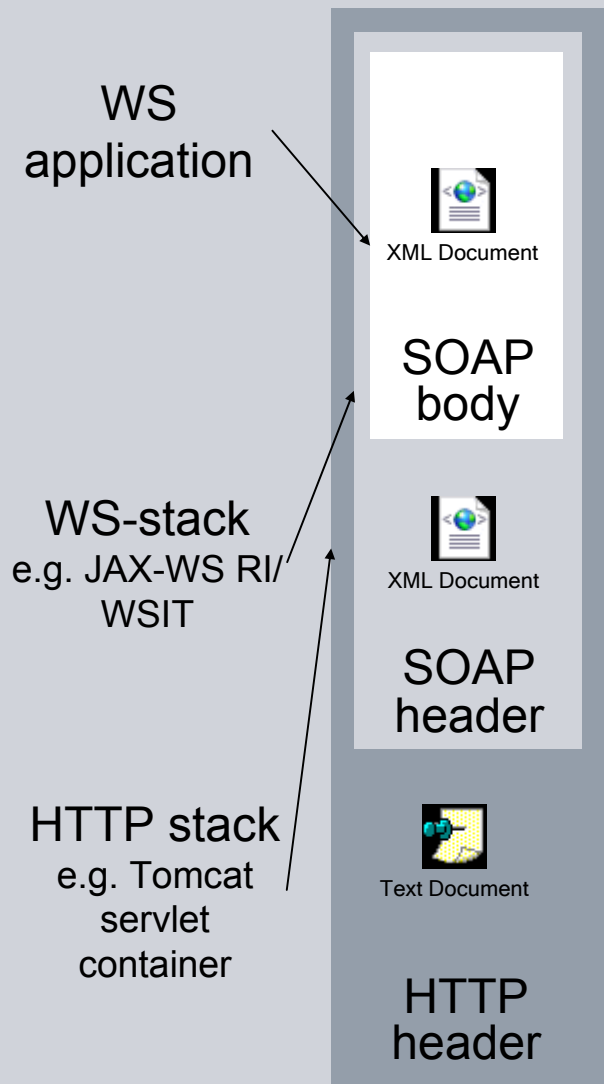 WS
application
XML Document
SOAP
body
WS-stack
e.g. JAX-WS RI/
WSIT
XML Document
SOAP
header
HTTP stack
e.g. Tomcat
servlet
container
Text Document
HTTP
header